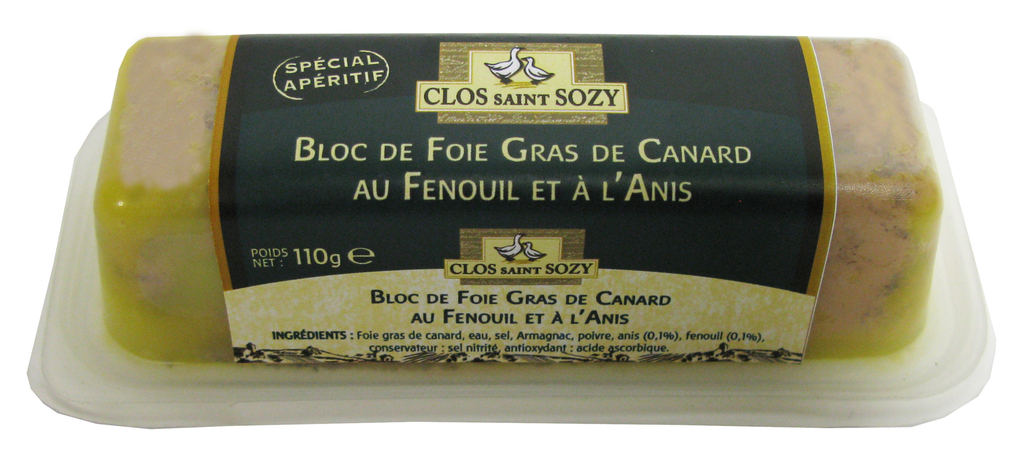 SPÉCIAL
APÉRITIF
CLOS SAINT SOZY
BLOC DE FOIE GRAS DE CANARD
AU FENOUIL ET À L'ANIS
POIDS
NET : 110g e
CLOS SAINT SOZY
BLOC DE FOIE GRAS DE CANARD
AU FENOUIL ET À L'ANIS
INGRÉDIENTS : Foie gras de canard, eau, sel, Armagnac, poivre, anis (0,1%), fenouil (0,1%),
conservateur : sel nitrité, antioxydant : acide ascorbique.